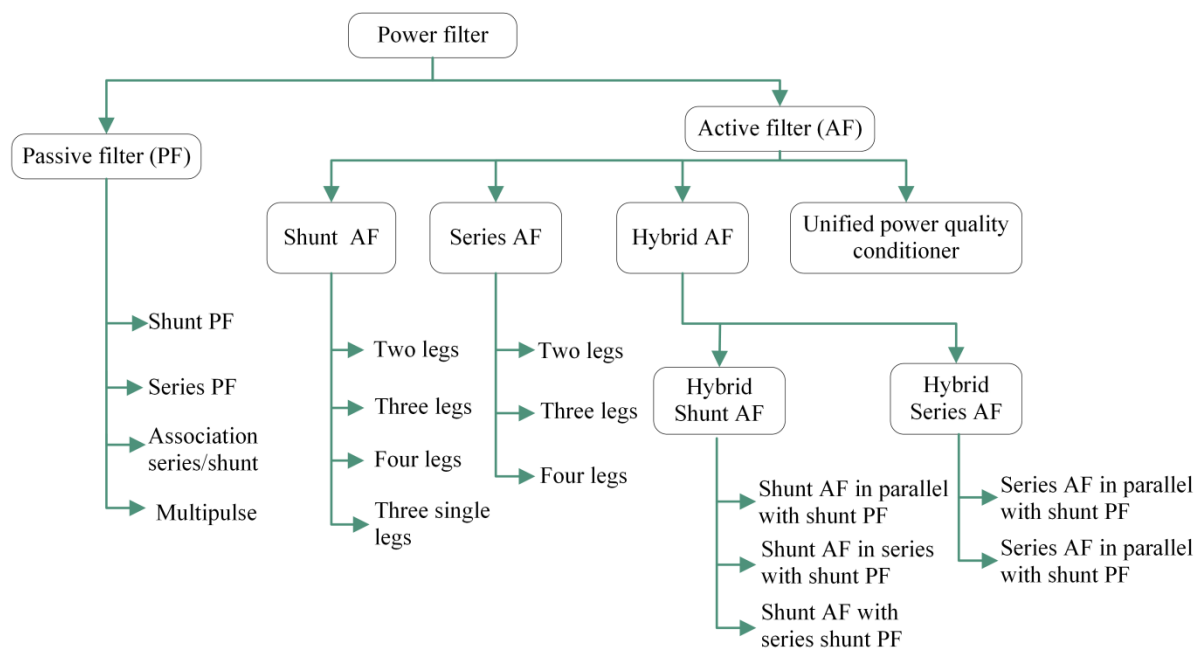 Power filter
Passive filter (PF)
Active filter (AF)
Shunt AF
Series AF
Hybrid AF
Unified power quality
conditioner
Shunt PF
Series PF
Association
series/shunt
Multipulse
Two legs
Three legs
Four legs
Three single
legs
Two legs
Three legs
Four legs
Hybrid
Shunt AF
Hybrid
Series AF
Shunt AF in parallel
with shunt PF
Shunt AF in series
with shunt PF
Shunt AF with
series shunt PF
Series AF in parallel
with shunt PF
Series AF in parallel
with shunt PF